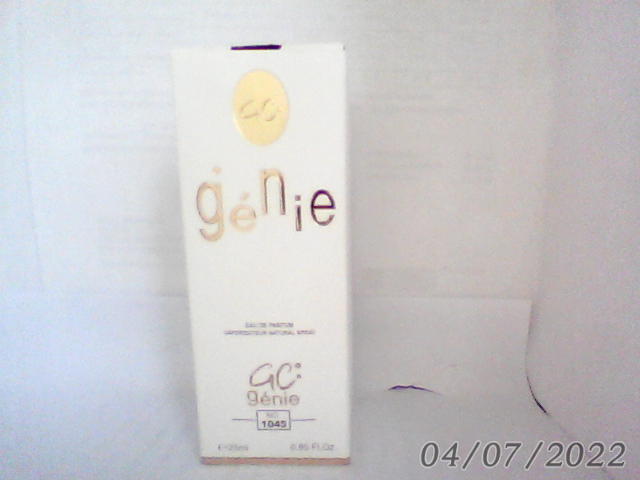 GC
génie
EAU DE PARFUM
VAPORISATEUR NATURAL SPRAY
GC
génie
NO
1045
e 25ml 0.85 Fl.Oz
04/07/2022